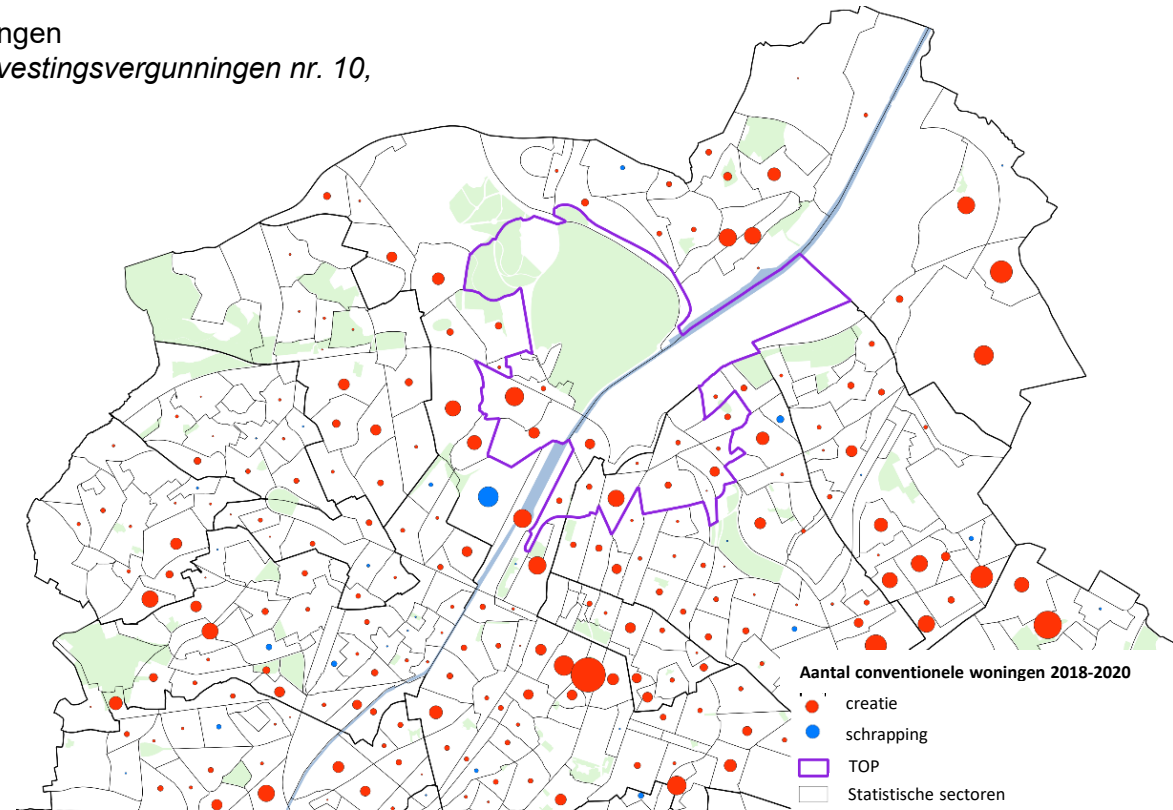 ngen
vestingsvergunningen nr. 10,
Aantal conventionele woningen 2018-2020
creatie
schrapping
TOP
Statistische sectoren